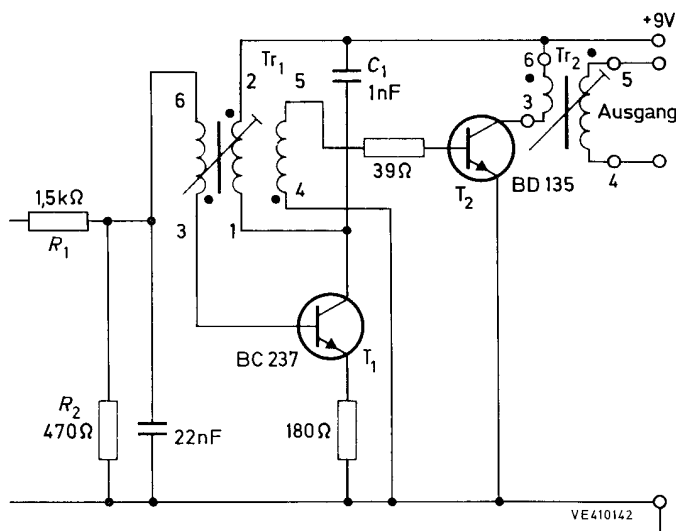 +9V
Tr₁
C₁
1nF
6
2
5
6
Tr₂
5
3
Ausgang
39Ω
4
4
T₂
BD 135
3
1
1,5kΩ
R₁
BC 237
T₁
R₂
470Ω
22nF
180Ω
VE410142